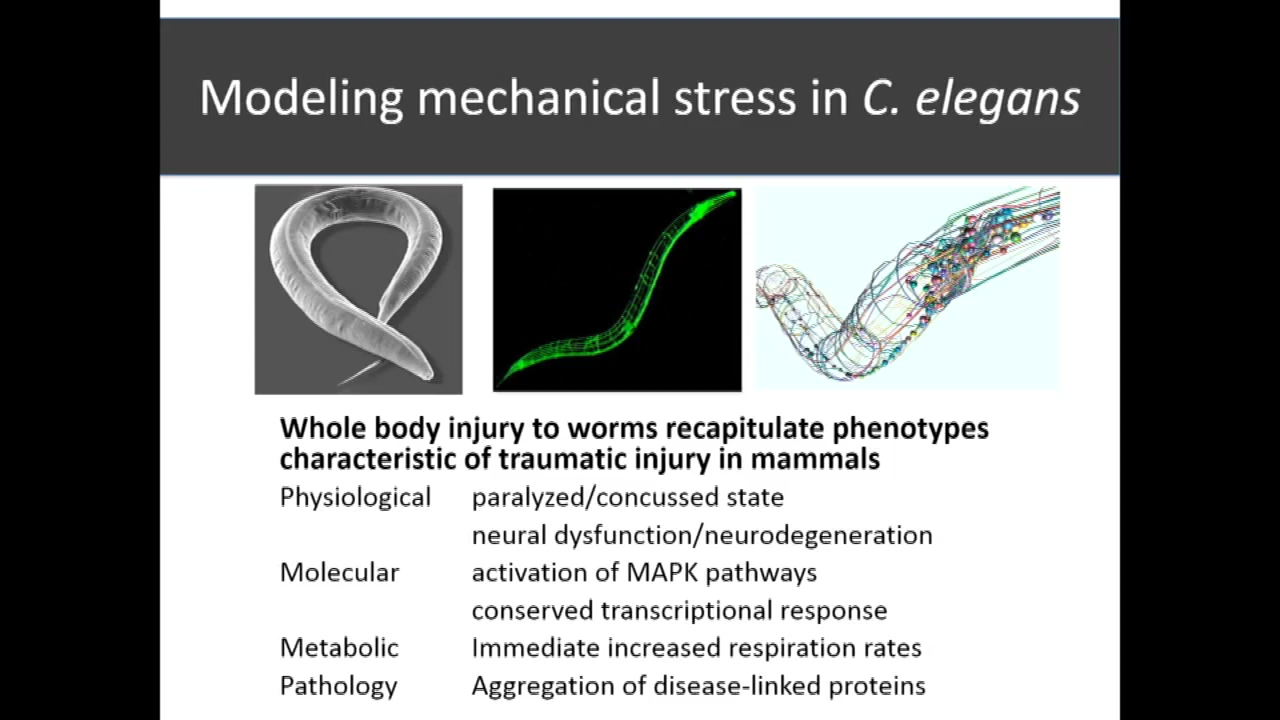 Modeling mechanical stress in C. elegans
Whole body injury to worms recapitulate phenotypes
characteristic of traumatic injury in mammals
Physiological paralyzed/concussed state
neural dysfunction/neurodegeneration
Molecular activation of MAPK pathways
conserved transcriptional response
Metabolic Immediate increased respiration rates
Pathology Aggregation of disease-linked proteins